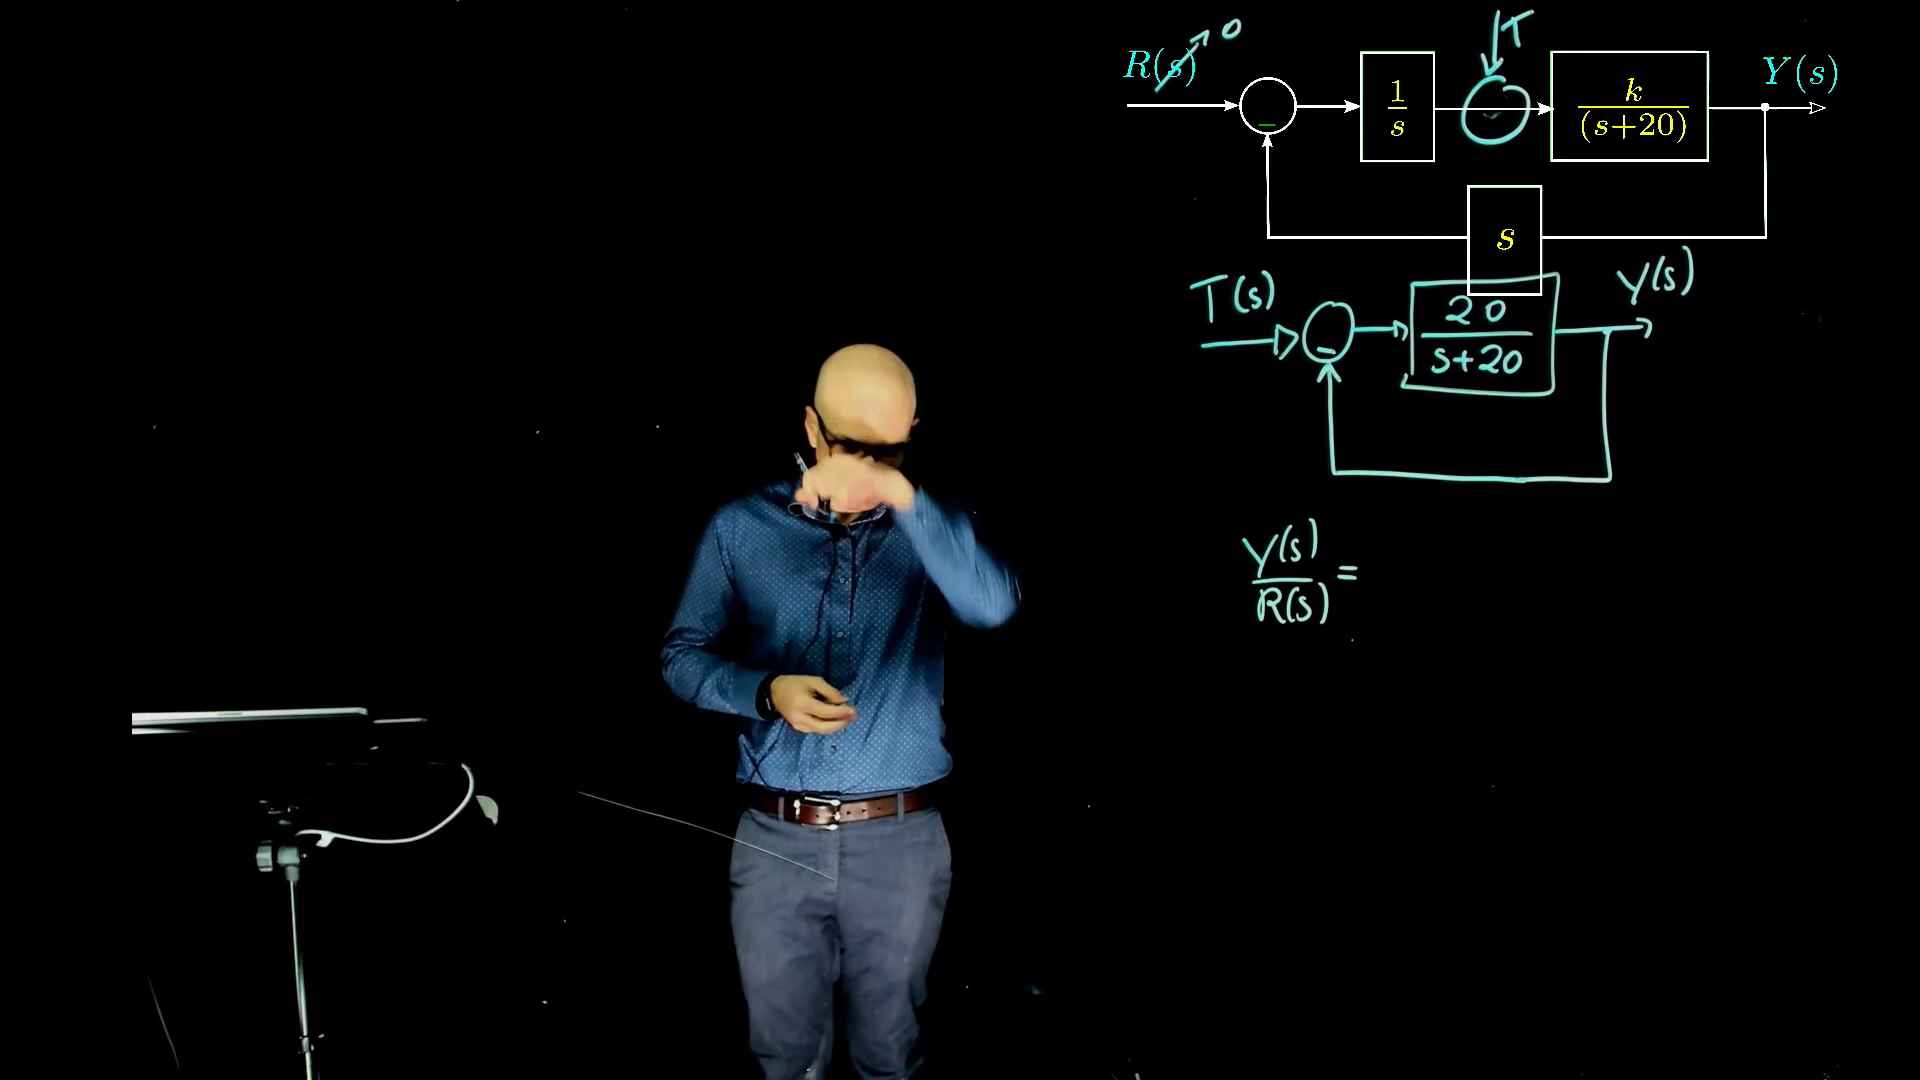 R(s) 0
T
1/s
k/(s+20)
Y(s)
-
s
T(s)
-
20/s+20
Y(s)
Y(s)/R(s) =